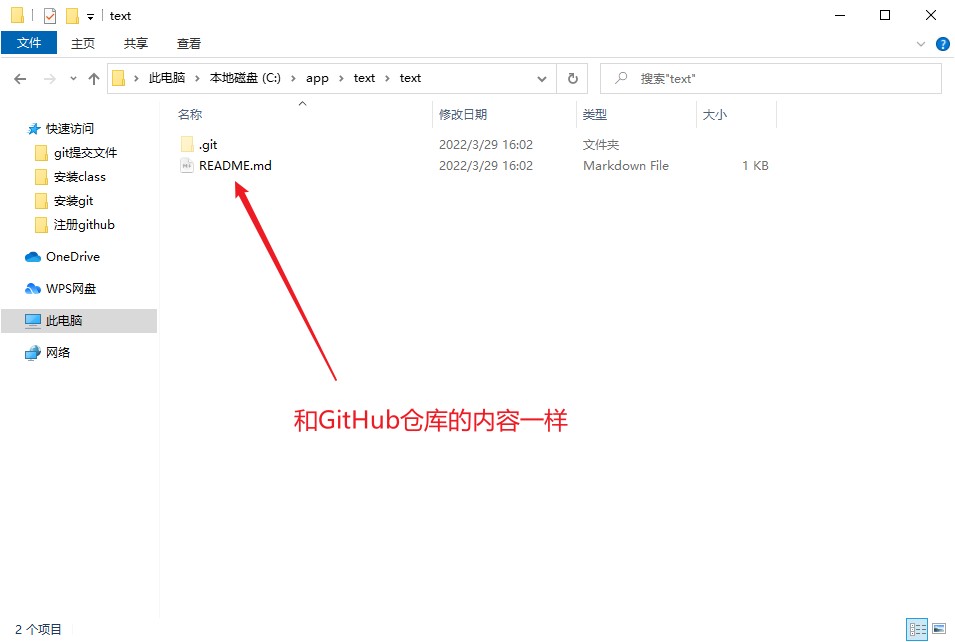 text
文件 主页 共享 查看
此电脑 本地磁盘 (C:) app text text 搜索"text"
名称 修改日期 类型 大小
快速访问
git提交文件
安装class
安装git
注册github
OneDrive
WPS网盘
此电脑
网络
.git 2022/3/29 16:02 文件夹
README.md 2022/3/29 16:02 Markdown File 1 KB
和GitHub仓库的内容一样
2 个项目